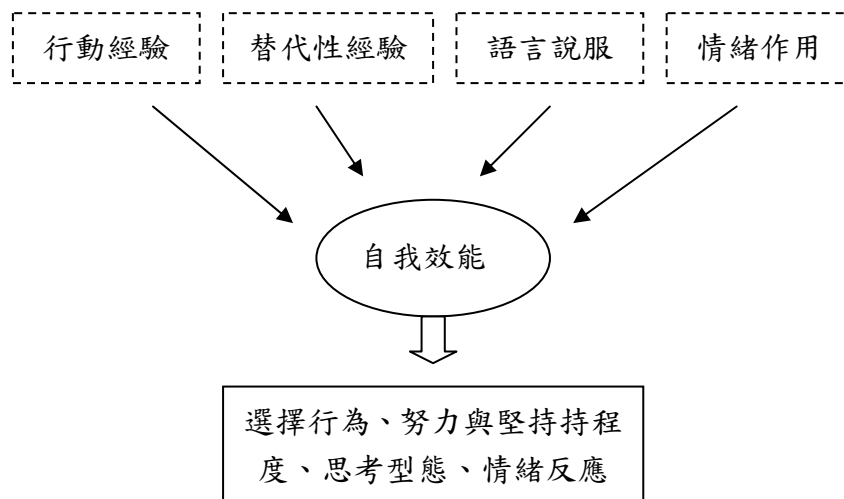 行動經驗
替代性經驗
語言說服
情緒作用
自我效能
選擇行為、努力與堅持持程
度、思考型態、情緒反應